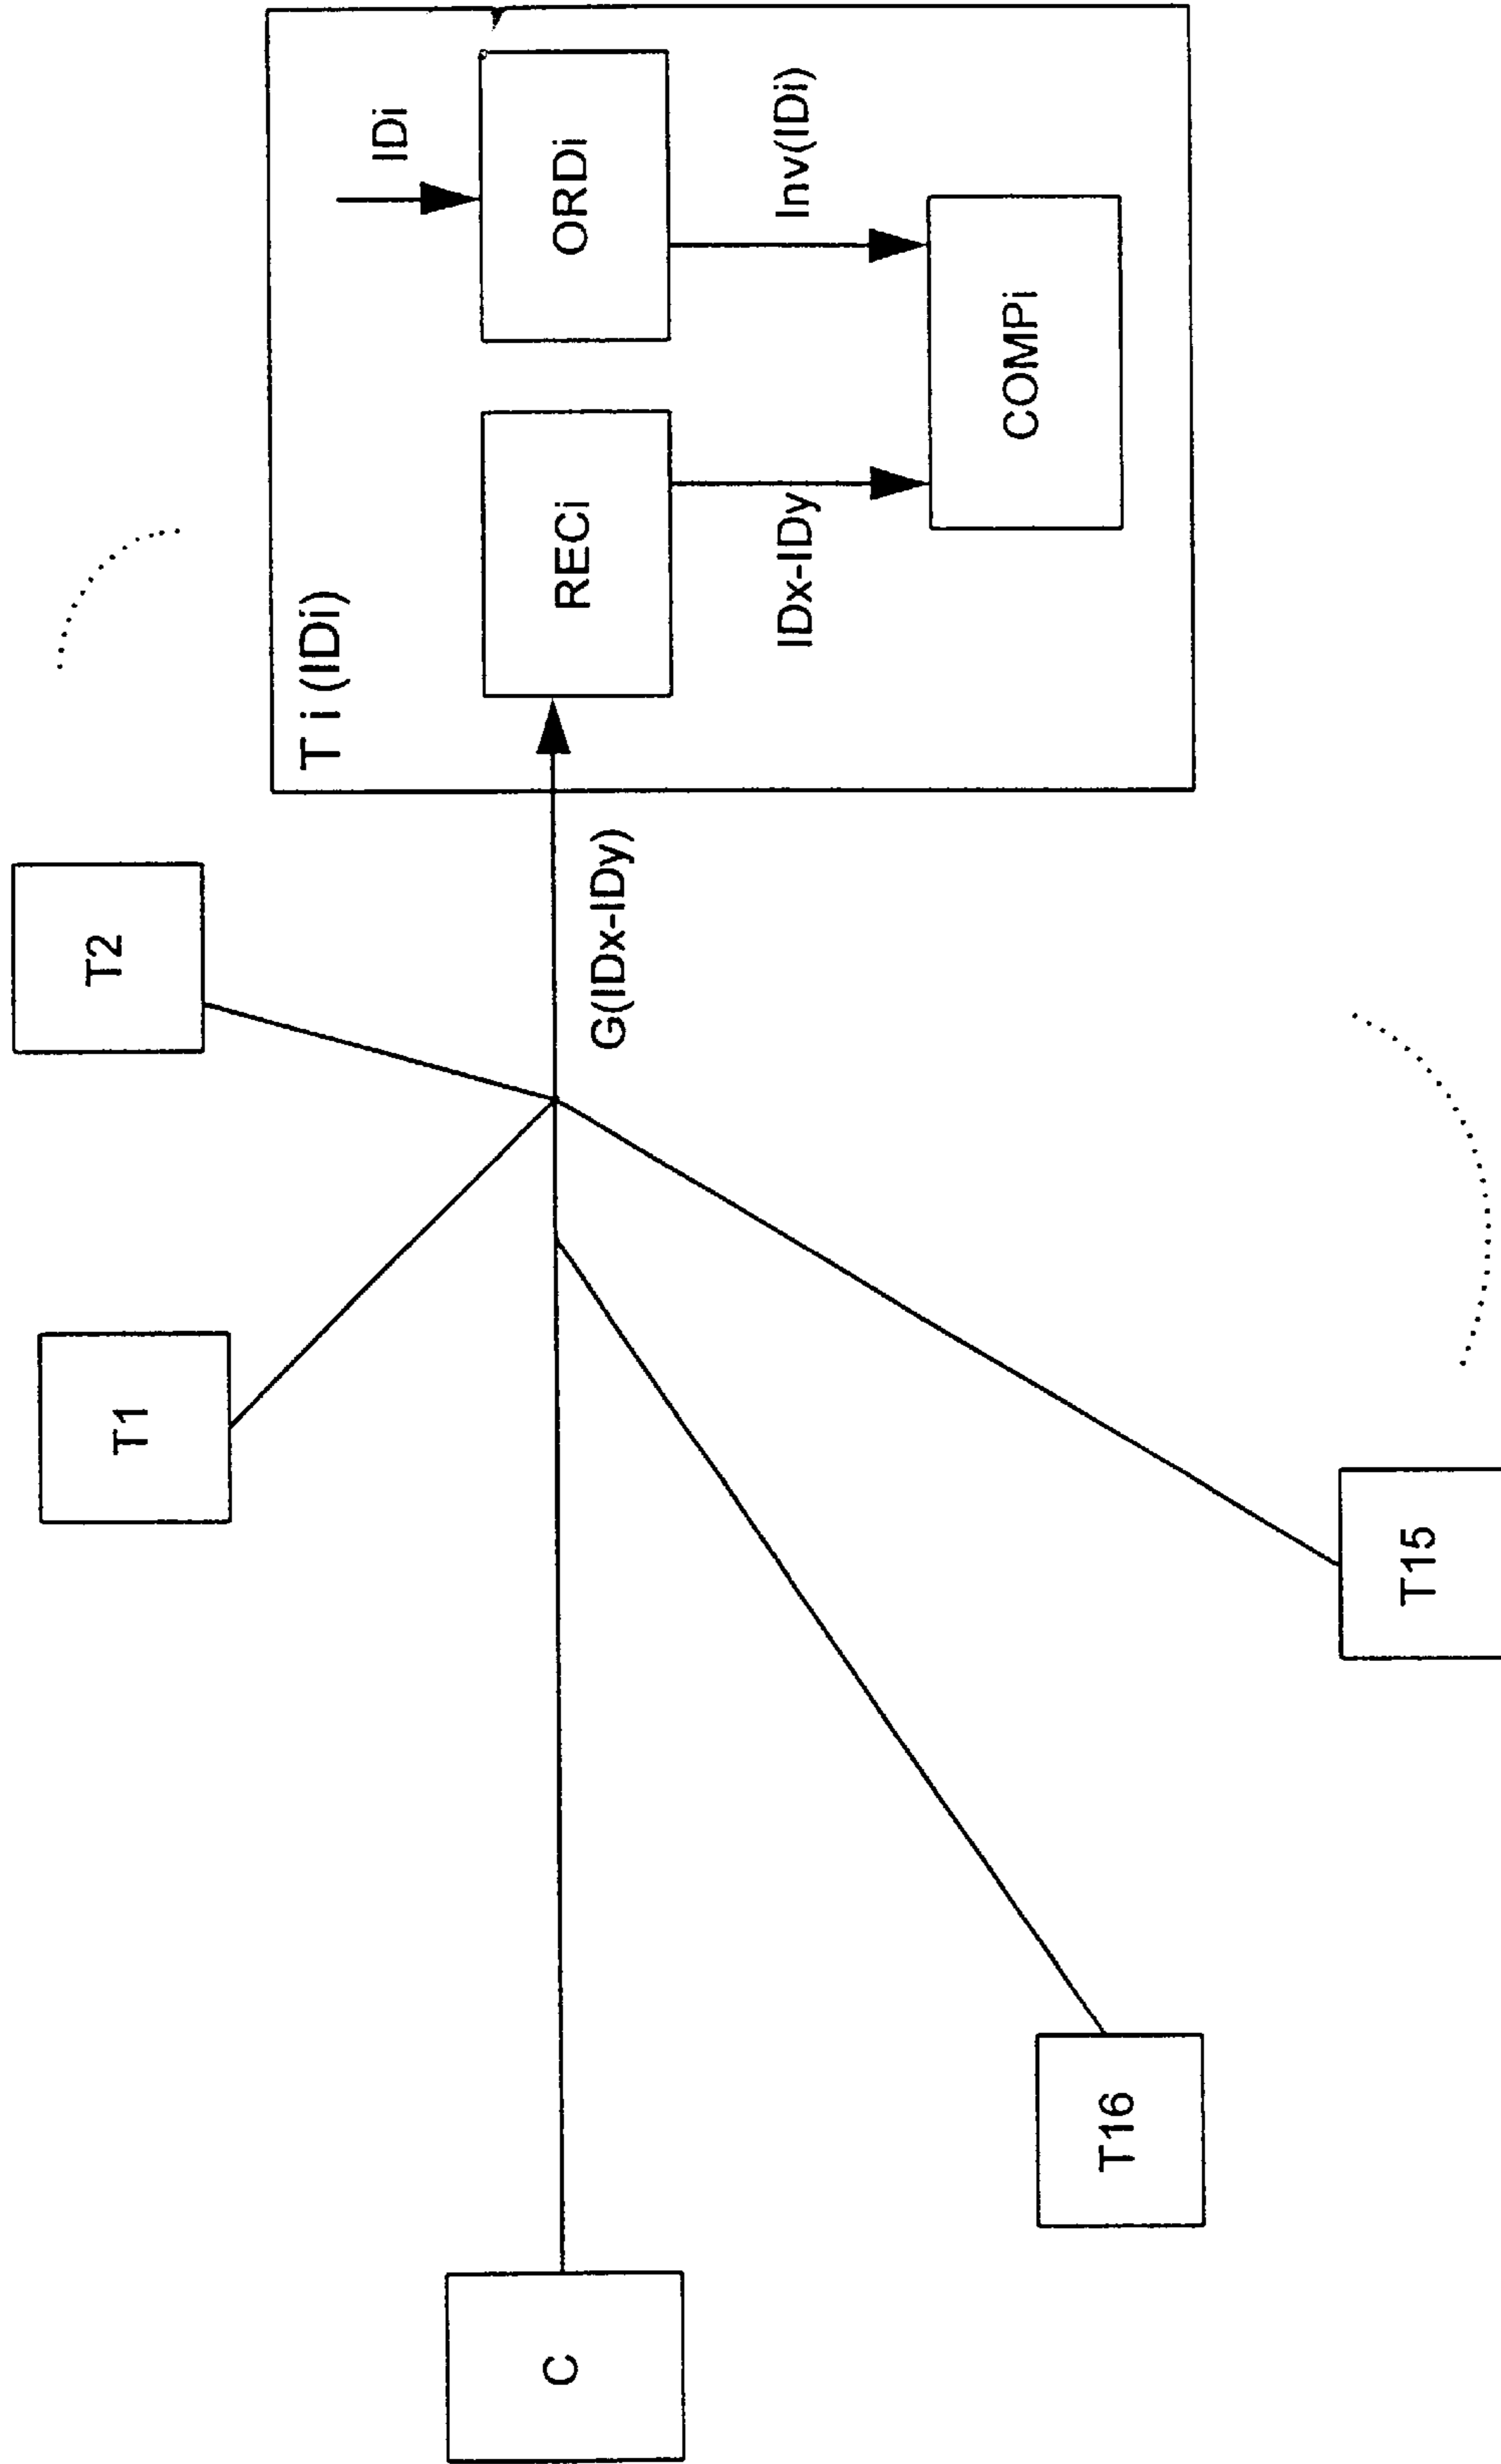 T i (IDi)
IDi
RECi
ORDi
IDx-IDy
Inv(IDi)
COMPi
T1
T2
G(IDx-IDy)
C
T16
T15